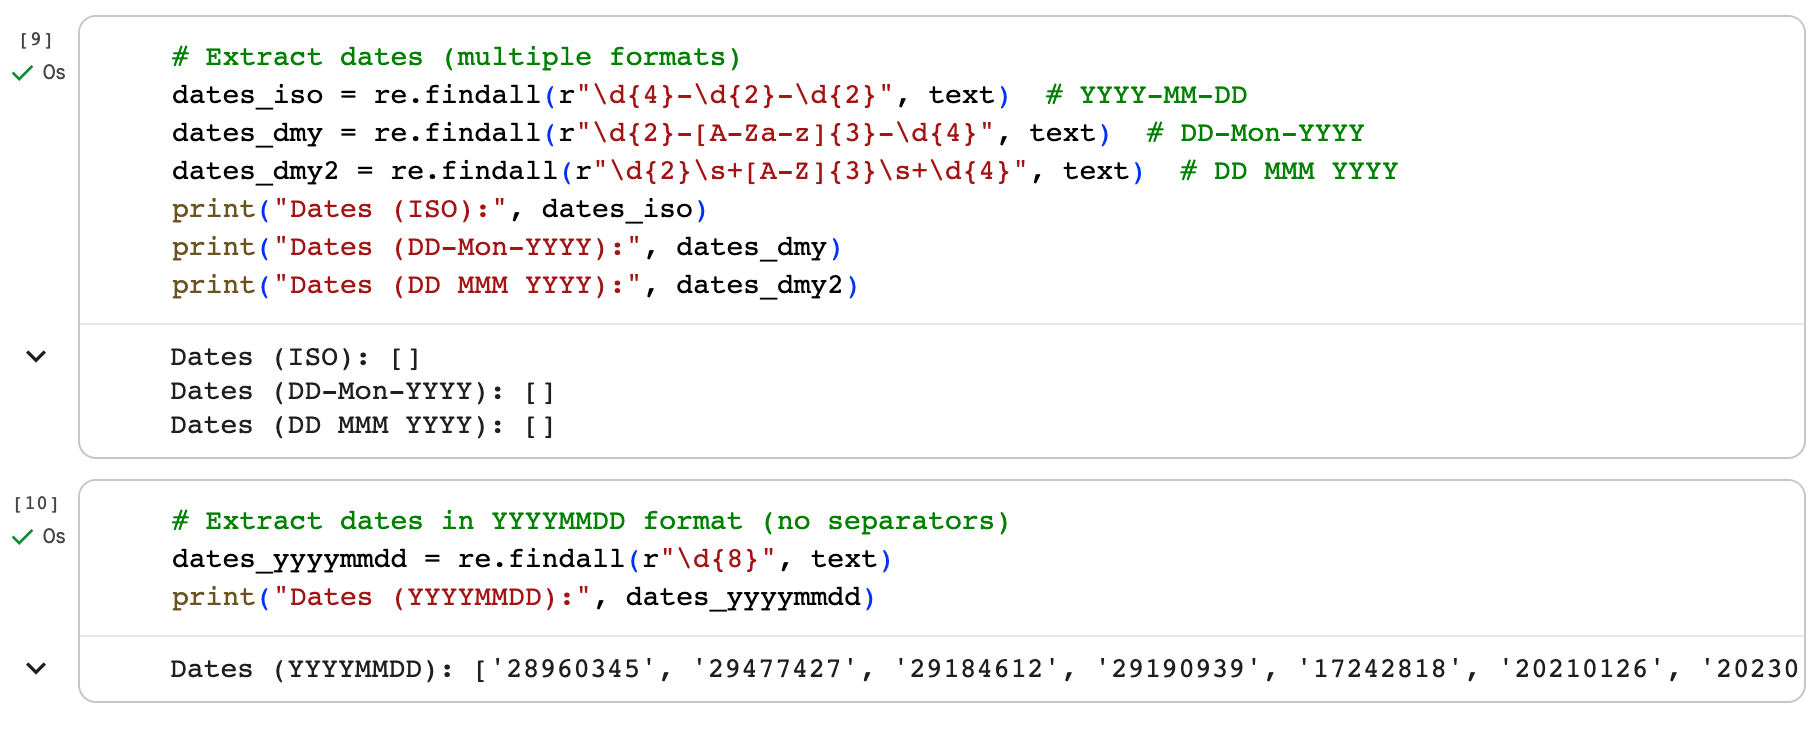 [9]
0s
# Extract dates (multiple formats)
dates_iso = re.findall(r"\d{4}-\d{2}-\d{2}", text)  # YYYY-MM-DD
dates_dmy = re.findall(r"\d{2}-[A-Za-z]{3}-\d{4}", text)  # DD-Mon-YYYY
dates_dmy2 = re.findall(r"\d{2}\s+[A-Z]{3}\s+\d{4}", text)  # DD MMM YYYY
print("Dates (ISO):", dates_iso)
print("Dates (DD-Mon-YYYY):", dates_dmy)
print("Dates (DD MMM YYYY):", dates_dmy2)
Dates (ISO): []
Dates (DD-Mon-YYYY): []
Dates (DD MMM YYYY): []
[10]
0s
# Extract dates in YYYYMMDD format (no separators)
dates_yyyymmdd = re.findall(r"\d{8}", text)
print("Dates (YYYYMMDD):", dates_yyyymmdd)
Dates (YYYYMMDD): ['28960345', '29477427', '29184612', '29190939', '17242818', '20210126', '20230